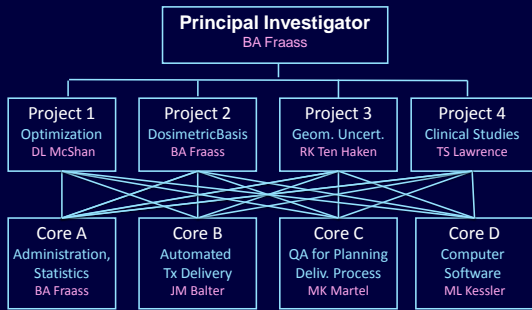 Principal Investigator
BA Fraass
Project 1
Optimization
DL McShan
Project 2
DosimetricBasis
BA Fraass
Project 3
Geom. Uncert.
RK Ten Haken
Project 4
Clinical Studies
TS Lawrence
Core A
Administration,
Statistics
BA Fraass
Core B
Automated
Tx Delivery
JM Balter
Core C
QA for Planning
Deliv. Process
MK Martel
Core D
Computer
Software
ML Kessler